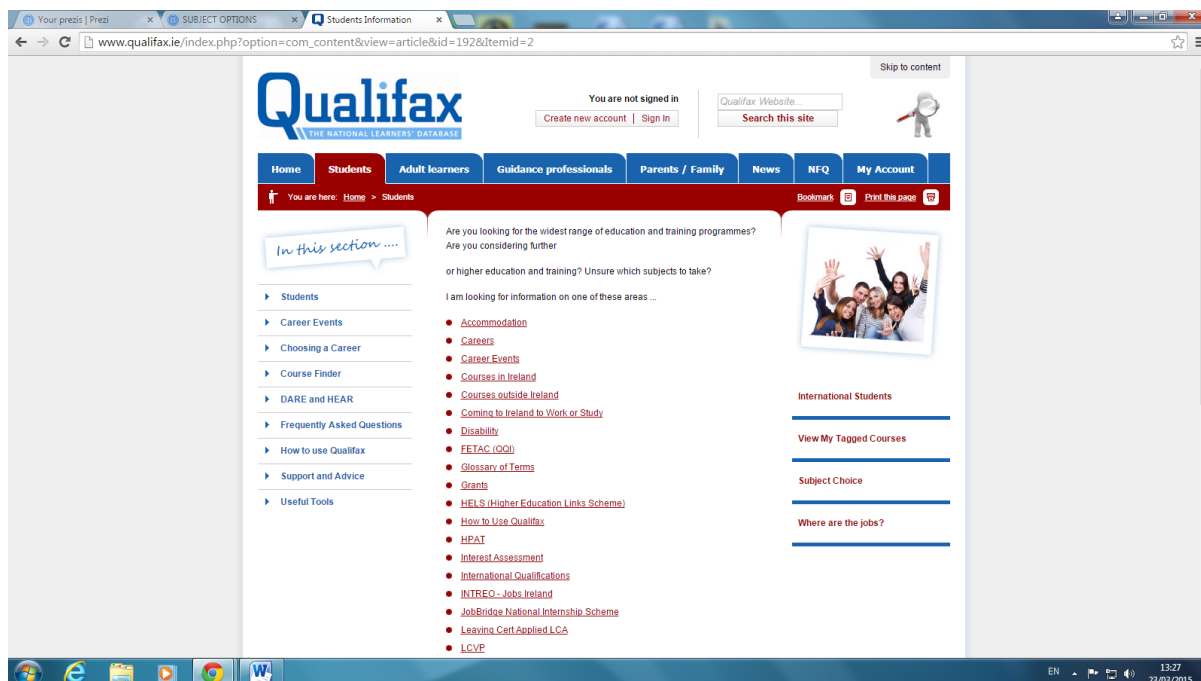 Your prezis | Prezi
SUBJECT OPTIONS
Students Information
www.qualifax.ie/index.php?option=com_content&view=article&id=192&Itemid=2
Skip to content
Qualifax
THE NATIONAL LEARNERS' DATABASE
You are not signed in
Create new account | Sign In
Qualifax Website...
Search this site
Home Students Adult learners Guidance professionals Parents / Family News NFQ My Account
You are here: Home > Students
Bookmark Print this page
In this section ....
Students
Career Events
Choosing a Career
Course Finder
DARE and HEAR
Frequently Asked Questions
How to use Qualifax
Support and Advice
Useful Tools
Are you looking for the widest range of education and training programmes?
Are you considering further
or higher education and training? Unsure which subjects to take?
I am looking for information on one of these areas ...
Accommodation
Careers
Career Events
Courses in Ireland
Courses outside Ireland
Coming to Ireland to Work or Study
Disability
FETAC (QQI)
Glossary of Terms
Grants
HELS (Higher Education Links Scheme)
How to Use Qualifax
HPAT
Interest Assessment
International Qualifications
INTREO - Jobs Ireland
JobBridge National Internship Scheme
Leaving Cert Applied LCA
LCVP
International Students
View My Tagged Courses
Subject Choice
Where are the jobs?
W
EN
13:27
23/03/2015